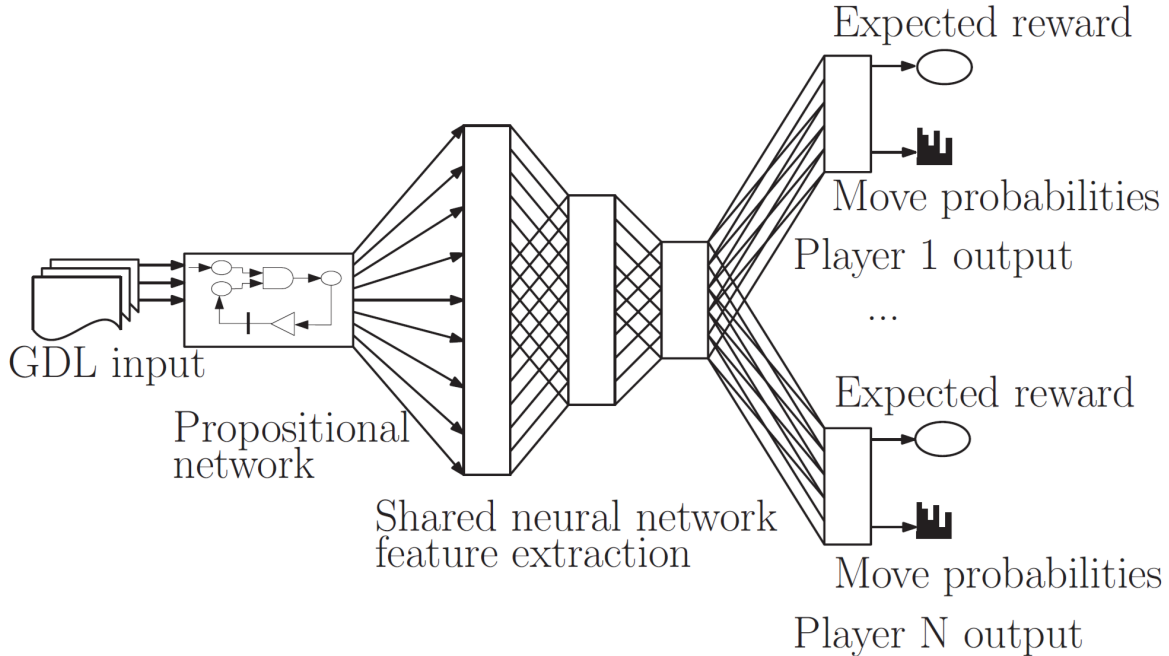 Expected reward
Move probabilities
Player 1 output
...
GDL input
Propositional
network
Shared neural network
feature extraction
Expected reward
Move probabilities
Player N output